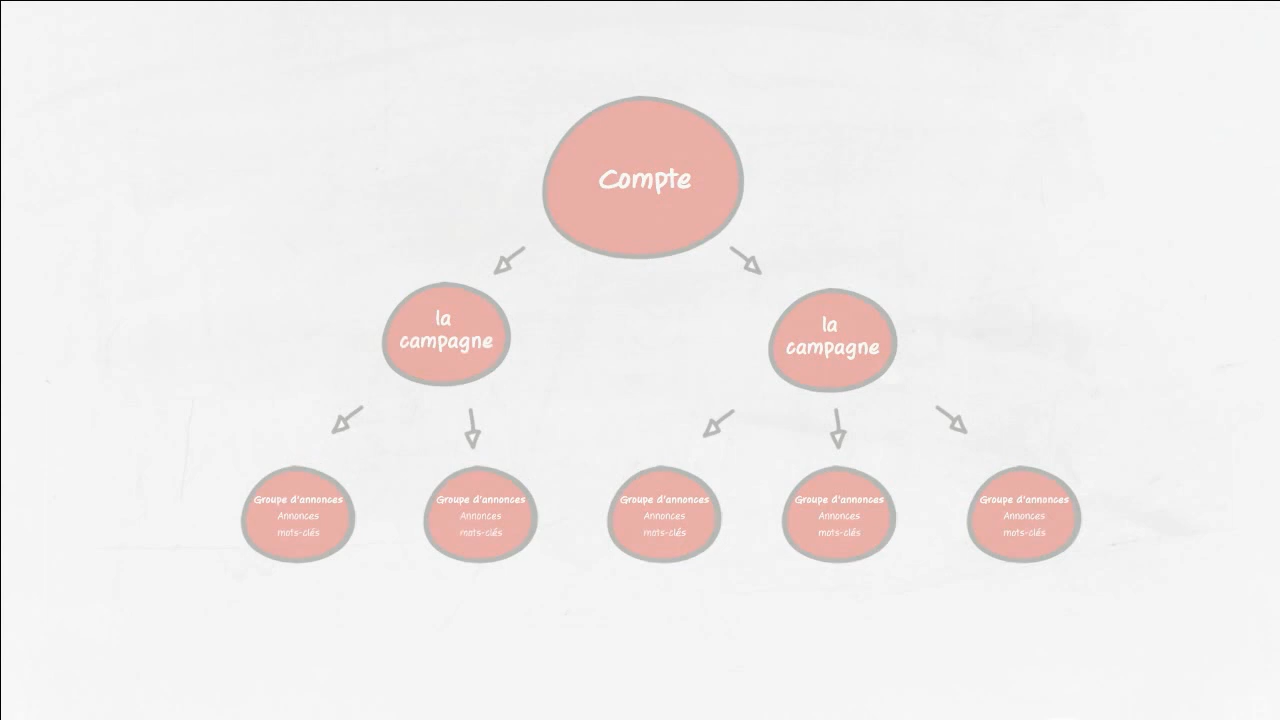 Compte
la
campagne
la
campagne
Groupe d'annonces
Annonces
mots-clés
Groupe d'annonces
Annonces
mots-clés
Groupe d'annonces
Annonces
mots-clés
Groupe d'annonces
Annonces
mots-clés
Groupe d'annonces
Annonces
mots-clés